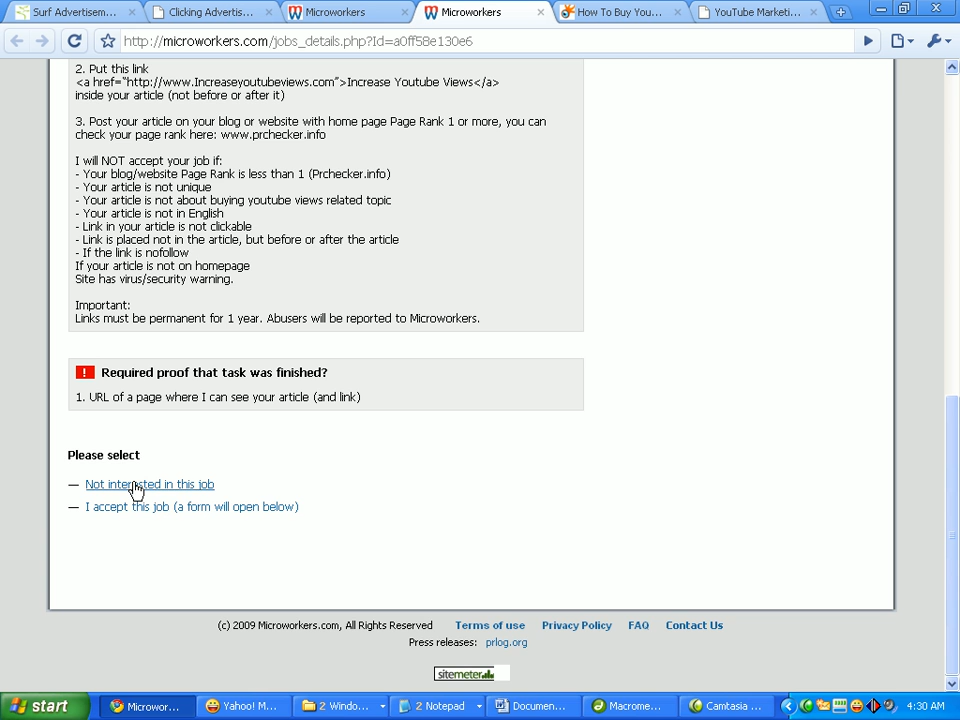 Surf Advertisem...
Clicking Advertis...
Microworkers
Microworkers
How To Buy You...
YouTube Marketi...
http://microworkers.com/jobs_details.php?Id=a0ff58e130e6
2. Put this link
<a href="http://www.Increaseyoutubeviews.com">Increase Youtube Views</a>
inside your article (not before or after it)
3. Post your article on your blog or website with home page Page Rank 1 or more, you can
check your page rank here: www.prchecker.info
I will NOT accept your job if:
- Your blog/website Page Rank is less than 1 (Prchecker.info)
- Your article is not unique
- Your article is not about buying youtube views related topic
- Your article is not in English
- Link in your article is not clickable
- Link is placed not in the article, but before or after the article
- If the link is nofollow
If your article is not on homepage
Site has virus/security warning.
Important:
Links must be permanent for 1 year. Abusers will be reported to Microworkers.
! Required proof that task was finished?
1. URL of a page where I can see your article (and link)
Please select
— Not interested in this job
— I accept this job (a form will open below)
(c) 2009 Microworkers.com, All Rights Reserved Terms of use Privacy Policy FAQ Contact Us
Press releases: prlog.org
sitemeter
start
Microwor...
Yahoo! M...
2 Windo...
2 Notepad
Documen...
Macrome...
Camtasia ...
4:30 AM